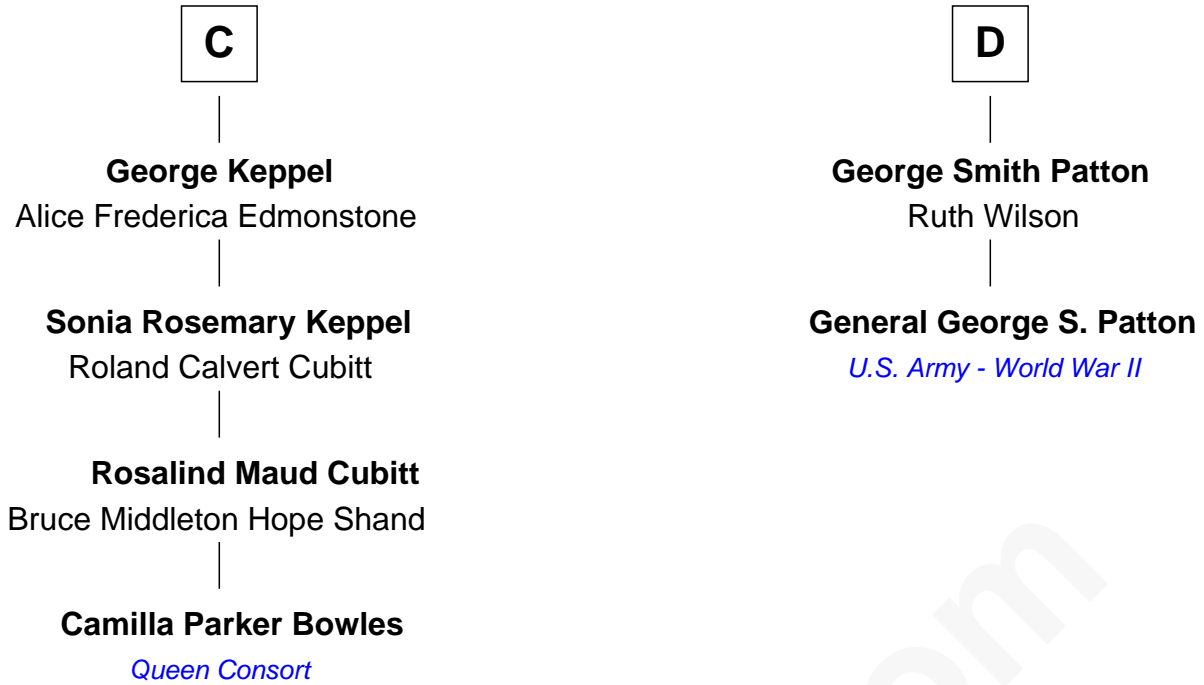 C
George Keppel
Alice Frederica Edmonstone
Sonia Rosemary Keppel
Roland Calvert Cubitt
Rosalind Maud Cubitt
Bruce Middleton Hope Shand
Camilla Parker Bowles
Queen Consort
D
George Smith Patton
Ruth Wilson
General George S. Patton
U.S. Army - World War II
om